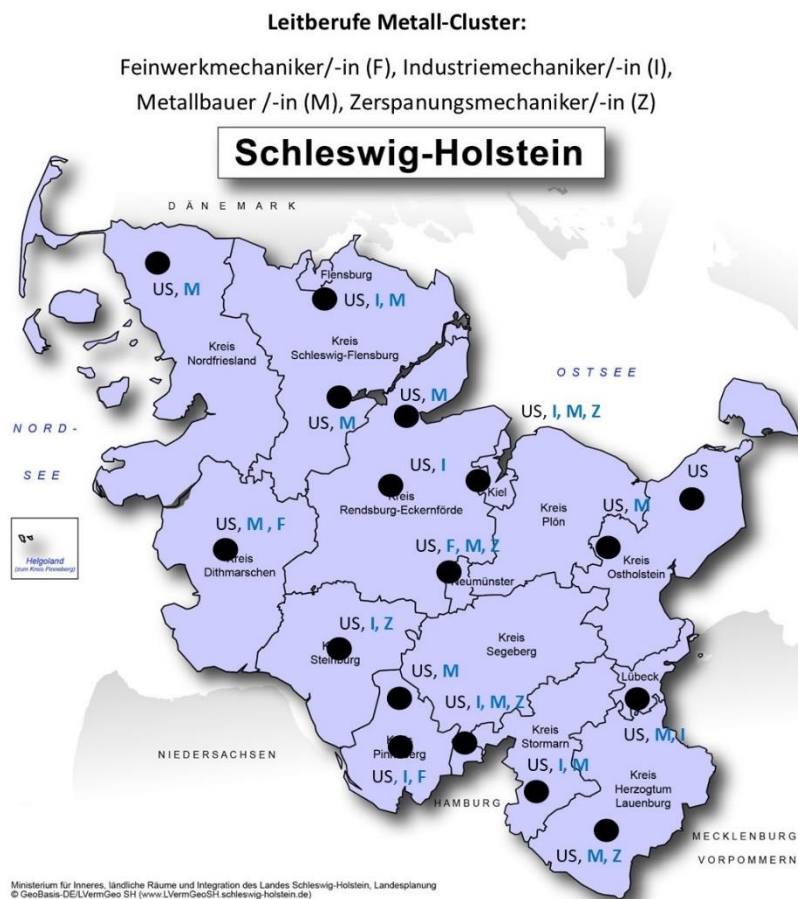 Leitberufe Metall-Cluster:
Feinwerkmechaniker/-in (F), Industriemechaniker/-in (I),
Metallbauer /-in (M), Zerspanungsmechaniker/-in (Z)
Schleswig-Holstein
DÄNEMARK
Flensburg
US, M
US, I, M
Kreis
Nordfriesland
Kreis
Schleswig-Flensburg
OSTSEE
US, M
US, M
US, I, M, Z
NORD-
SEE
US, I
US
Kiel
Kreis
Rendsburg-Eckernförde
Kreis
Plön
US, M
US, M , F
Helgoland
(zum Kreis Pinneberg)
Kreis
Dithmarschen
US, F, M, Z
Neumünster
Kreis
Ostholstein
US, I, Z
Steinburg
Kreis
Segeberg
US, M
Lübeck
US, I, M, Z
US, M, I
Kreis
Stormarn
NIEDERSACHSEN
US, I, F
US, I, M
HAMBURG
Kreis
Herzogtum
Lauenburg
US, M, Z
MECKLENBURG
VORPOMMERN
Ministerium für Inneres, ländliche Räume und Integration des Landes Schleswig-Holstein, Landesplanung
© GeoBasis-DE/LVermGeo SH (www.LVermGeoSH.schleswig-holstein.de)